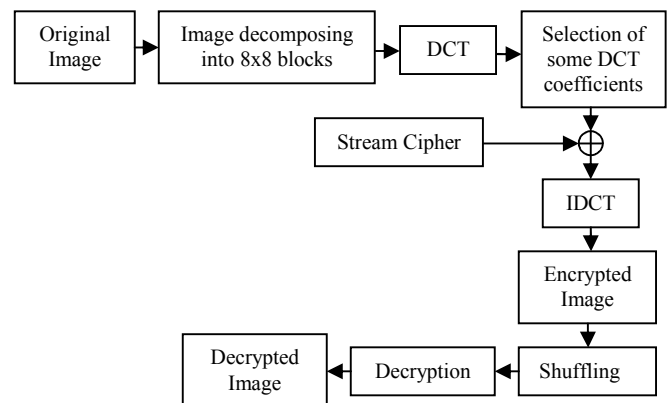 Original
Image
Image decomposing
into 8x8 blocks
DCT
Selection of
some DCT
coefficients
Stream Cipher
IDCT
Encrypted
Image
Decrypted
Image
Decryption
Shuffling